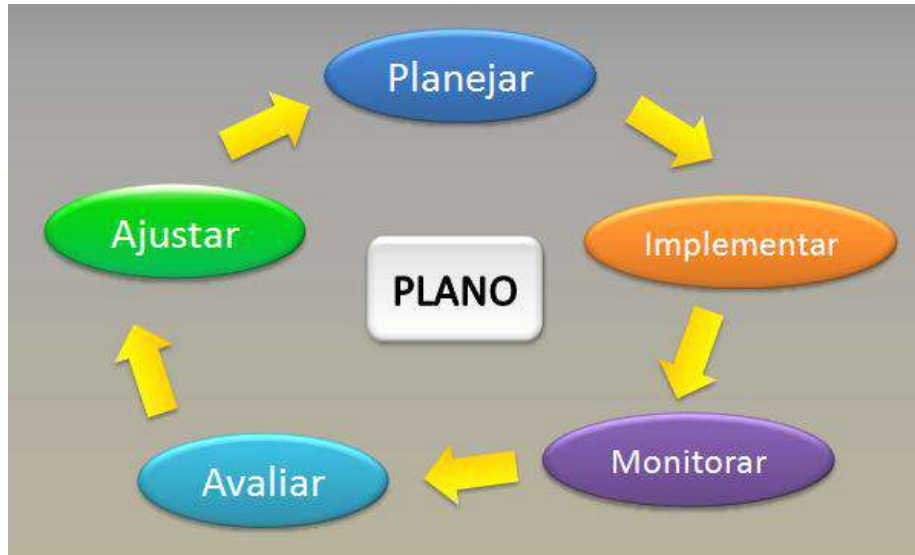 Planejar
Ajustar
Implementar
PLANO
Avaliar
Monitorar